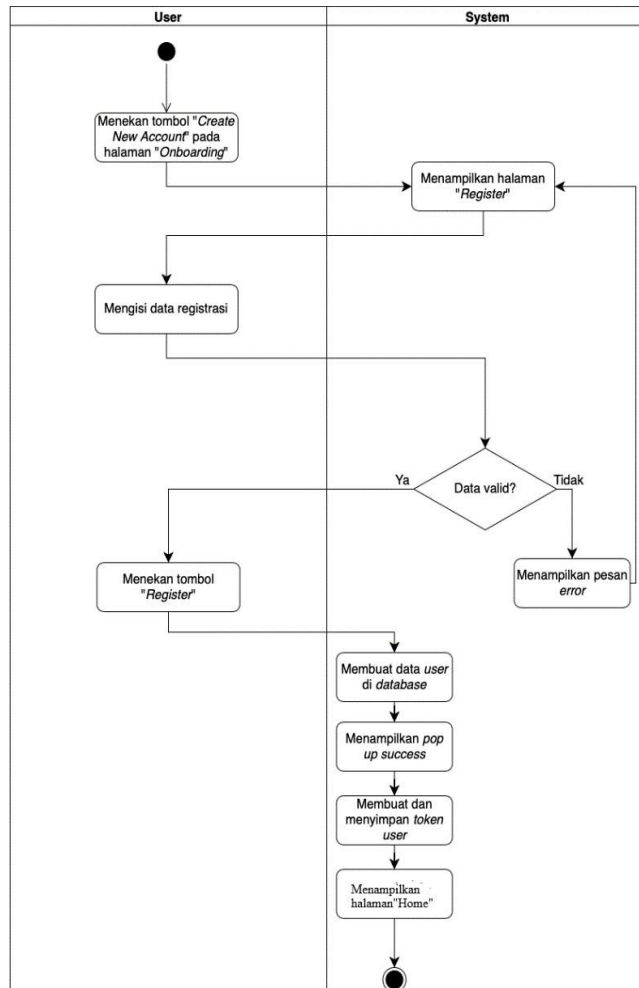 User
System
Menekan tombol "Create
New Account" pada
halaman "Onboarding"
Menampilkan halaman
"Register"
Mengisi data registrasi
Data valid?
Ya
Tidak
Menekan tombol
"Register"
Menampilkan pesan
error
Membuat data user
di database
Menampilkan pop
up success
Membuat dan
menyimpan token
user
Menampilkan
halaman"Home"